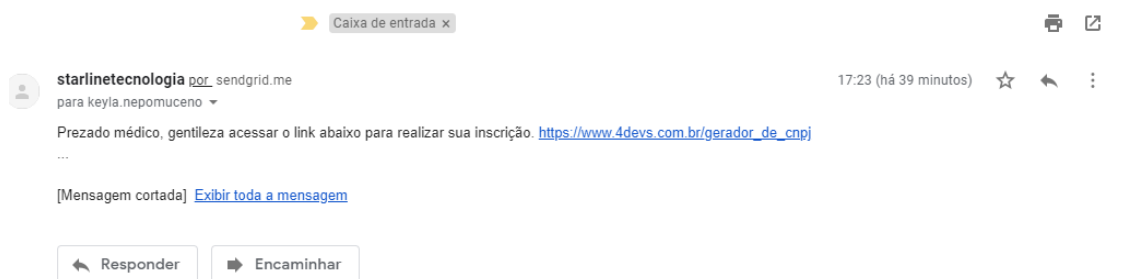 Caixa de entrada ×
starlinetecnologia por sendgrid.me 17:23 (há 39 minutos)
para keyla.nepomuceno
Prezado médico, gentileza acessar o link abaixo para realizar sua inscrição. https://www.4devs.com.br/gerador_de_cnpj
...
[Mensagem cortada] Exibir toda a mensagem
Responder Encaminhar